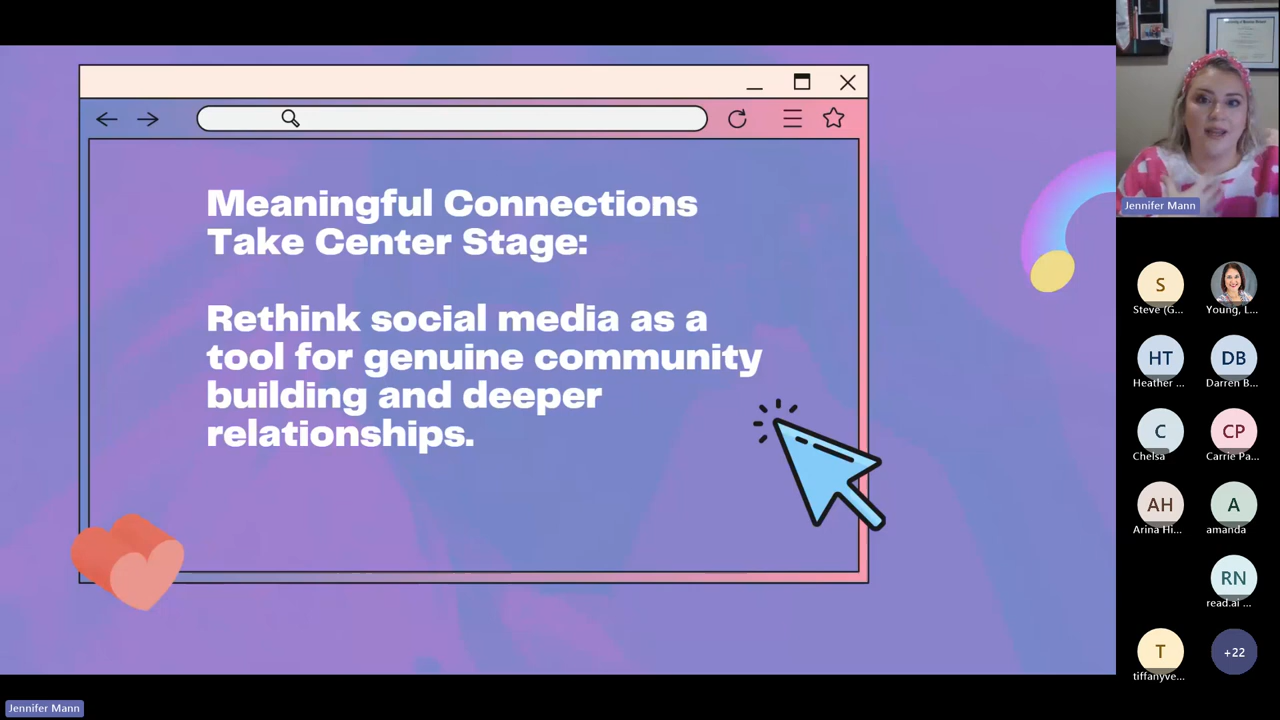 Meaningful Connections
Take Center Stage:
Rethink social media as a
tool for genuine community
building and deeper
relationships.
Jennifer Mann
S
Steve (G...
Young, L...
HT
Heather ...
DB
Darren B...
C
Chelsa
CP
Carrie Pa...
AH
Arina Hi...
A
amanda
RN
read.ai ...
T
tiffanyve...
+22
Jennifer Mann